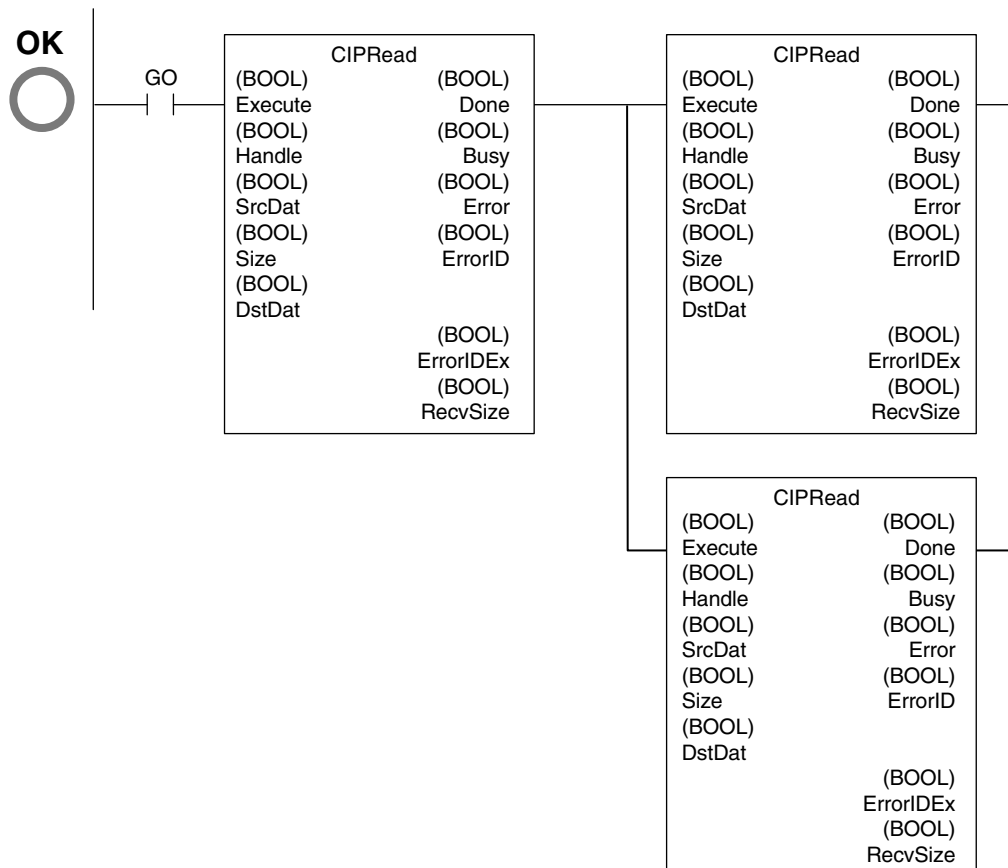 OK
GO
CIPRead
(BOOL) (BOOL)
Execute Done
(BOOL) (BOOL)
Handle Busy
(BOOL) (BOOL)
SrcDat Error
(BOOL) (BOOL)
Size ErrorID
(BOOL)
DstDat
(BOOL)
ErrorIDEx
(BOOL)
RecvSize
CIPRead
(BOOL) (BOOL)
Execute Done
(BOOL) (BOOL)
Handle Busy
(BOOL) (BOOL)
SrcDat Error
(BOOL) (BOOL)
Size ErrorID
(BOOL)
DstDat
(BOOL)
ErrorIDEx
(BOOL)
RecvSize
CIPRead
(BOOL) (BOOL)
Execute Done
(BOOL) (BOOL)
Handle Busy
(BOOL) (BOOL)
SrcDat Error
(BOOL) (BOOL)
Size ErrorID
(BOOL)
DstDat
(BOOL)
ErrorIDEx
(BOOL)
RecvSize